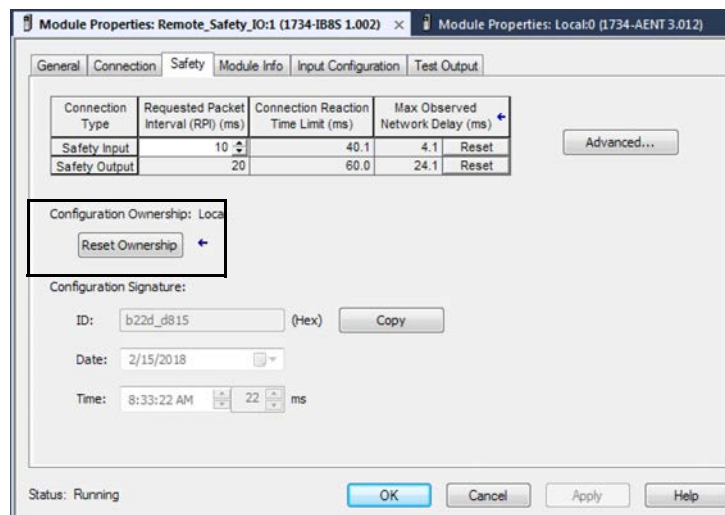 Module Properties: Remote_Safety_IO:1 (1734-IB8S 1.002) × Module Properties: Local:0 (1734-AENT 3.012)
General Connection Safety Module Info Input Configuration Test Output
Connection Type Requested Packet Interval (RPI) (ms) Connection Reaction Time Limit (ms) Max Observed Network Delay (ms)
Safety Input 10 40.1 4.1 Reset
Safety Output 20 60.0 24.1 Reset
Advanced...
Configuration Ownership: Local
Reset Ownership
Configuration Signature:
ID: b22d_d815 (Hex) Copy
Date: 2/15/2018
Time: 8:33:22 AM 22 ms
Status: Running OK Cancel Apply Help